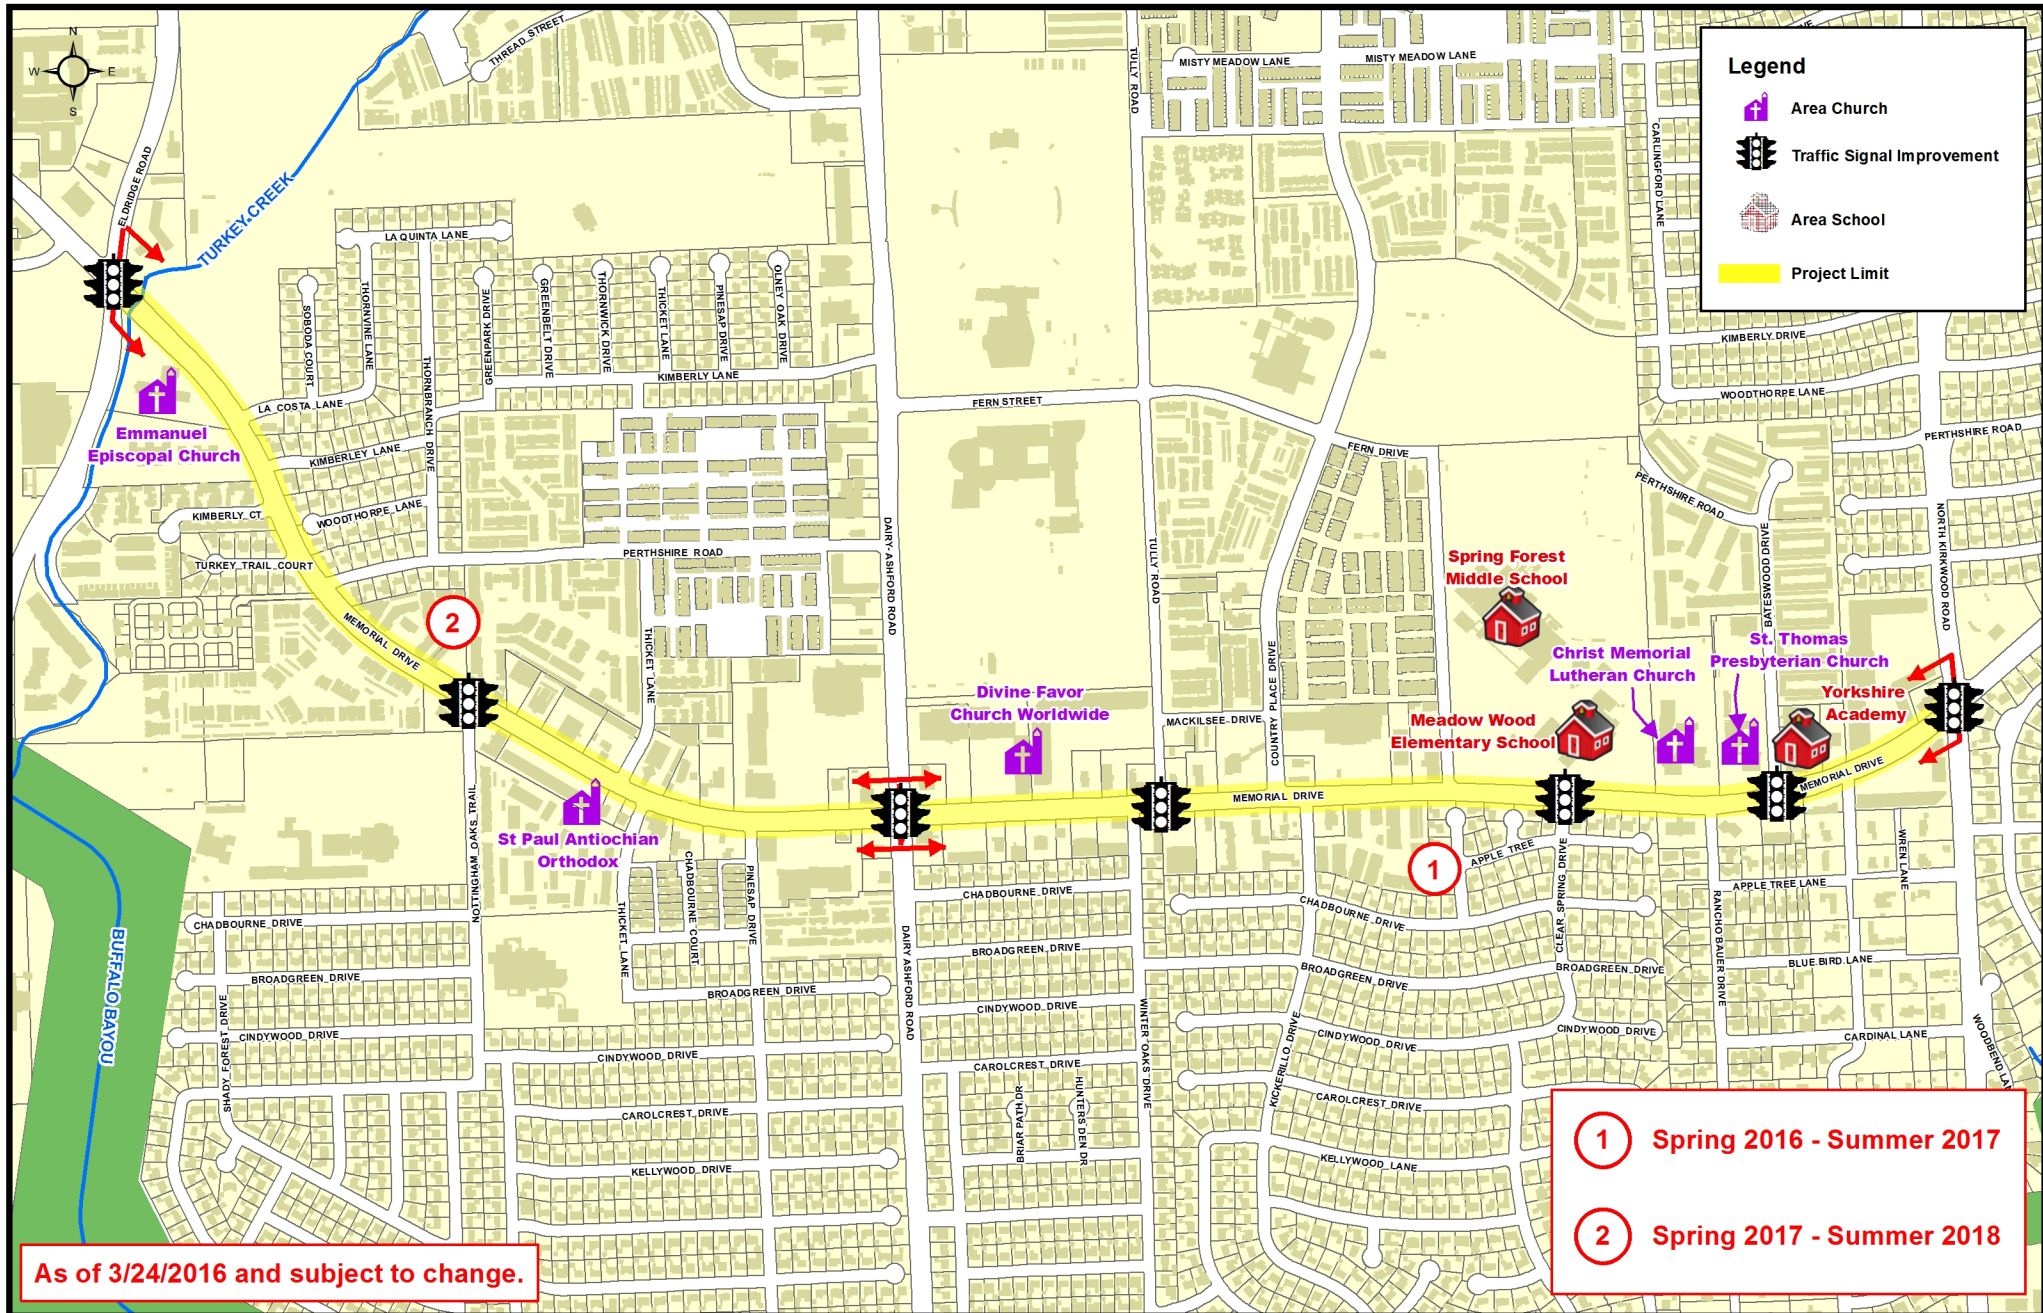 N
W
E
S
THREAD STREET
ELDRIDGE ROAD
TURKEY CREEK
TULLY ROAD
MISTY MEADOW LANE
MISTY MEADOW LANE
CARLINGFORD LANE
Legend
Area Church
Traffic Signal Improvement
Area School
Project Limit
LA QUINTA LANE
SOBODA COURT
THORNVINE LANE
THORNBRANCH DRIVE
GREENPARK DRIVE
GREENBELT DRIVE
THORNWICK DRIVE
THICKET LANE
PINESAP DRIVE
OLNEY OAK DRIVE
KIMBERLY LANE
LA COSTA LANE
KIMBERLEY LANE
WOODTHORPE LANE
KIMBERLY CT
TURKEY TRAIL COURT
Emmanuel
Episcopal Church
FERN STREET
FERN DRIVE
KIMBERLY DRIVE
WOODTHORPE LANE
PERTHSHIRE ROAD
PERTHSHIRE ROAD
BATESWOOD DRIVE
NORTH KIRKWOOD ROAD
PERTHSHIRE ROAD
DAIRY-ASHFORD ROAD
TULLY ROAD
THICKET LANE
MEMORIAL DRIVE
2
Spring Forest
Middle School
Christ Memorial
Lutheran Church
St. Thomas
Presbyterian Church
Yorkshire
Academy
Meadow Wood
Elementary School
Divine Favor
Church Worldwide
MACKILSEE DRIVE
COUNTRY PLACE DRIVE
MEMORIAL DRIVE
MEMORIAL DRIVE
St Paul Antiochian
Orthodox
NOTTINGHAM OAKS TRAIL
1
APPLE TREE
CLEAR SPRING DRIVE
WREN LANE
APPLE TREE LANE
RANCHO BAUER DRIVE
BLUE BIRD LANE
CARDINAL LANE
WOODBEND LAN
CHADBOURNE DRIVE
BROADGREEN DRIVE
CINDYWOOD DRIVE
SHADY FOREST DRIVE
BUFFALO BAYOU
THICKET LANE
CHADBOURNE COURT
PINESAP DRIVE
BROADGREEN DRIVE
CINDYWOOD DRIVE
CAROLCREST DRIVE
KELLYWOOD DRIVE
DAIRY ASHFORD ROAD
CHADBOURNE DRIVE
BROADGREEN DRIVE
CINDYWOOD DRIVE
CAROLCREST DRIVE
BRIAR PATH DR
HUNTERS DEN DR
WINTER OAKS DRIVE
CHADBOURNE DRIVE
BROADGREEN DRIVE
BROADGREEN DRIVE
CINDYWOOD DRIVE
CINDYWOOD DRIVE
KICKERILLO DRIVE
CAROLCREST DRIVE
KELLYWOOD LANE
1 Spring 2016 - Summer 2017
2 Spring 2017 - Summer 2018
As of 3/24/2016 and subject to change.